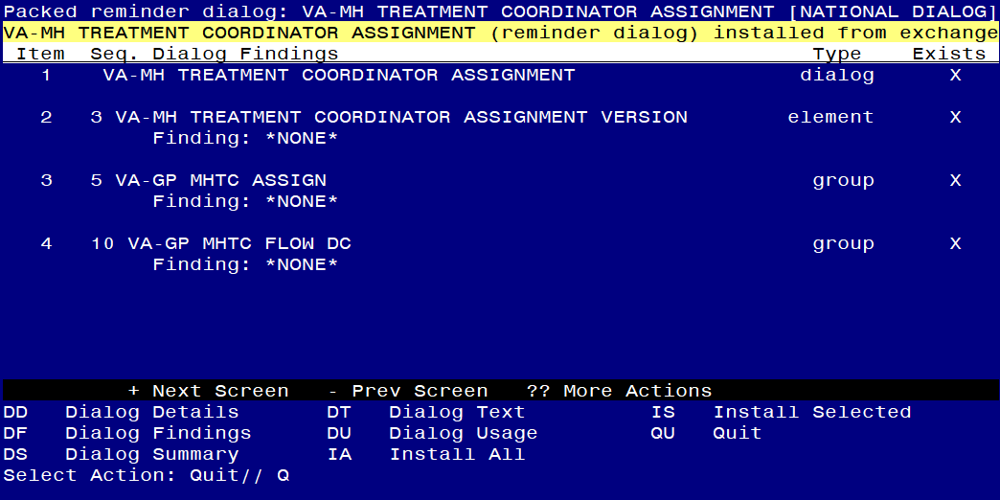 Packed reminder dialog: VA-MH TREATMENT COORDINATOR ASSIGNMENT [NATIONAL DIALOG]
VA-MH TREATMENT COORDINATOR ASSIGNMENT (reminder dialog) installed from exchange
Item Seq. Dialog Findings Type Exists
1 VA-MH TREATMENT COORDINATOR ASSIGNMENT dialog X
2 3 VA-MH TREATMENT COORDINATOR ASSIGNMENT VERSION element X
Finding: *NONE*
3 5 VA-GP MHTC ASSIGN group X
Finding: *NONE*
4 10 VA-GP MHTC FLOW DC group X
Finding: *NONE*
+ Next Screen - Prev Screen ?? More Actions
DD Dialog Details DT Dialog Text IS Install Selected
DF Dialog Findings DU Dialog Usage QU Quit
DS Dialog Summary IA Install All
Select Action: Quit// Q